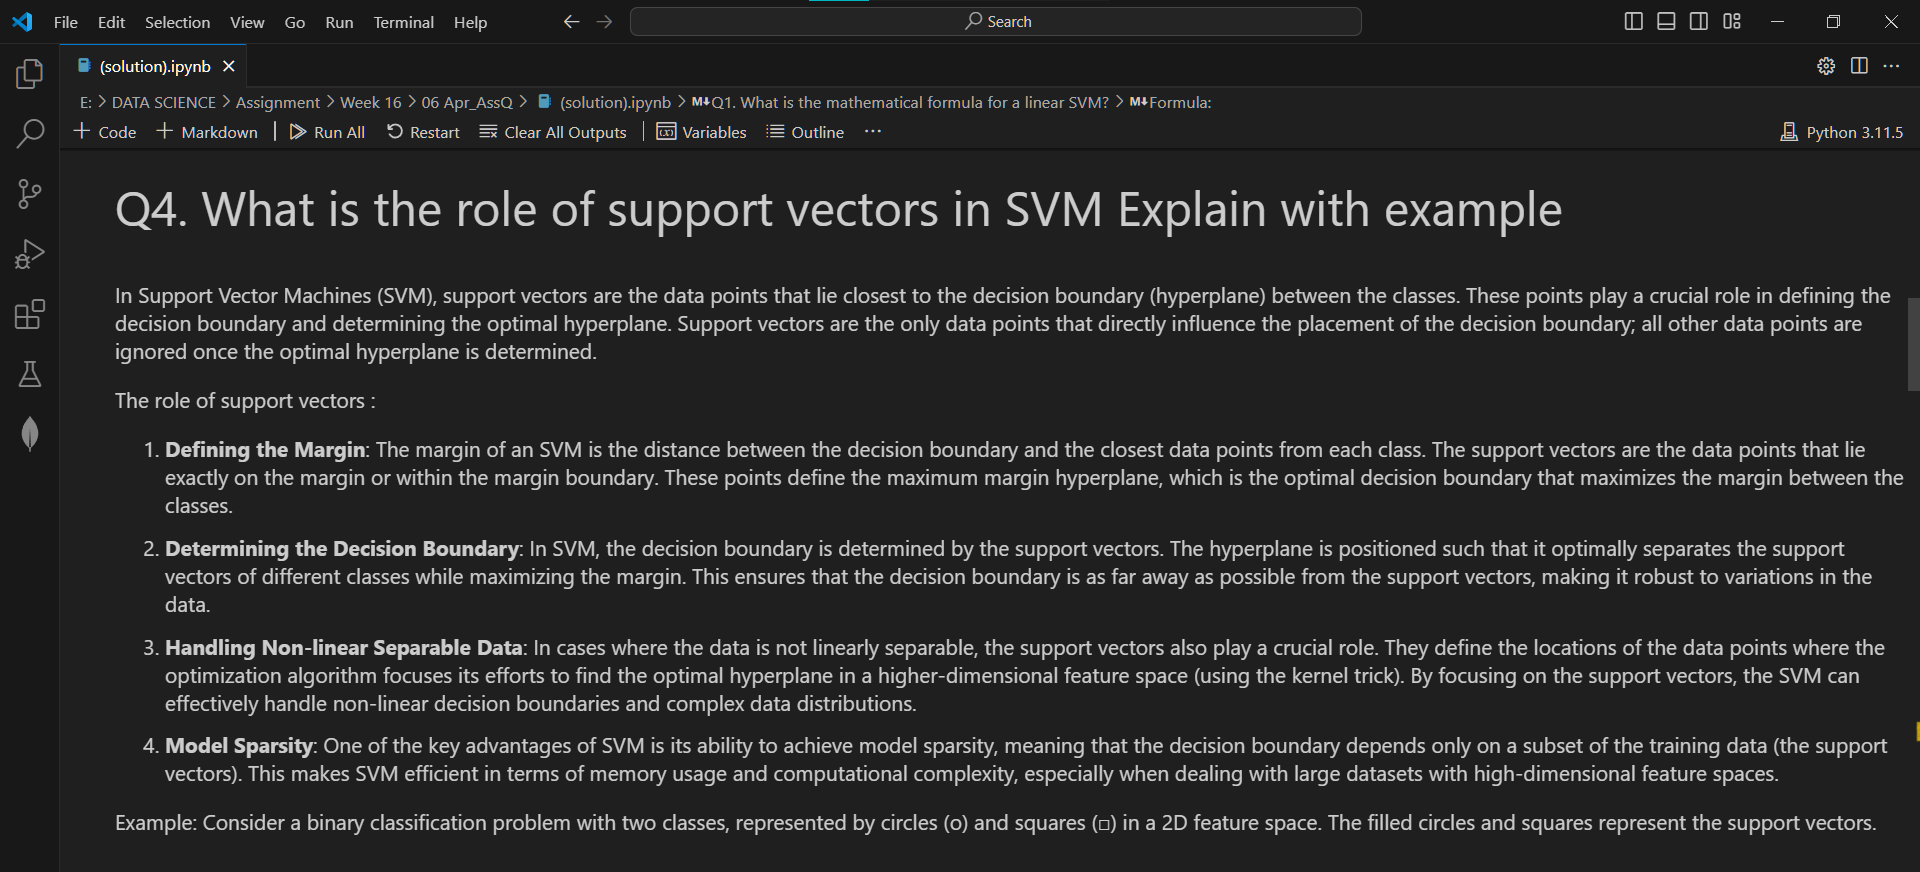 File Edit Selection View Go Run Terminal Help
Search
(solution).ipynb
E: > DATA SCIENCE > Assignment > Week 16 > 06 Apr_AssQ > (solution).ipynb > M↓Q1. What is the mathematical formula for a linear SVM? > M↓Formula:
+ Code + Markdown | Run All Restart Clear All Outputs | Variables Outline ···
Python 3.11.5
Q4. What is the role of support vectors in SVM Explain with example
In Support Vector Machines (SVM), support vectors are the data points that lie closest to the decision boundary (hyperplane) between the classes. These points play a crucial role in defining the
decision boundary and determining the optimal hyperplane. Support vectors are the only data points that directly influence the placement of the decision boundary; all other data points are
ignored once the optimal hyperplane is determined.
The role of support vectors :
1. Defining the Margin: The margin of an SVM is the distance between the decision boundary and the closest data points from each class. The support vectors are the data points that lie
exactly on the margin or within the margin boundary. These points define the maximum margin hyperplane, which is the optimal decision boundary that maximizes the margin between the
classes.
2. Determining the Decision Boundary: In SVM, the decision boundary is determined by the support vectors. The hyperplane is positioned such that it optimally separates the support
vectors of different classes while maximizing the margin. This ensures that the decision boundary is as far away as possible from the support vectors, making it robust to variations in the
data.
3. Handling Non-linear Separable Data: In cases where the data is not linearly separable, the support vectors also play a crucial role. They define the locations of the data points where the
optimization algorithm focuses its efforts to find the optimal hyperplane in a higher-dimensional feature space (using the kernel trick). By focusing on the support vectors, the SVM can
effectively handle non-linear decision boundaries and complex data distributions.
4. Model Sparsity: One of the key advantages of SVM is its ability to achieve model sparsity, meaning that the decision boundary depends only on a subset of the training data (the support
vectors). This makes SVM efficient in terms of memory usage and computational complexity, especially when dealing with large datasets with high-dimensional feature spaces.
Example: Consider a binary classification problem with two classes, represented by circles (o) and squares (□) in a 2D feature space. The filled circles and squares represent the support vectors.